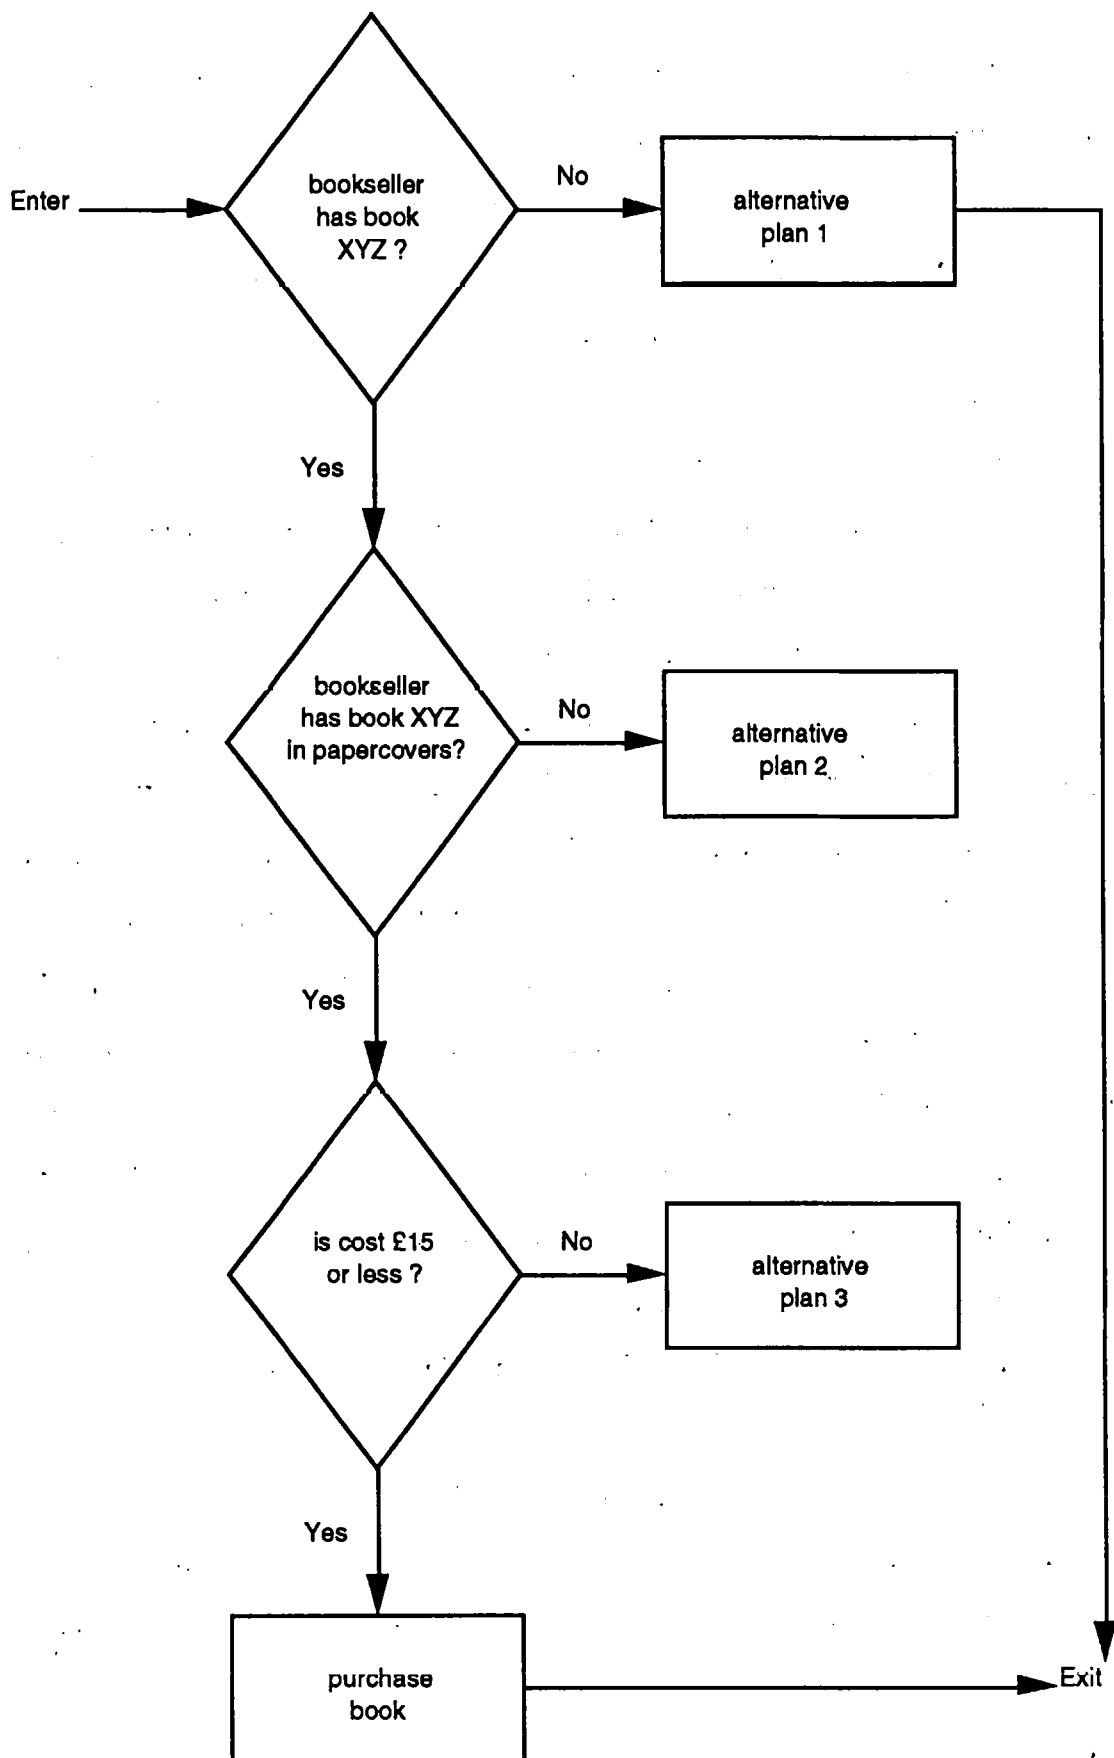 Enter
bookseller
has book
XYZ ?
No
alternative
plan 1
Yes
bookseller
has book XYZ
in papercovers?
No
alternative
plan 2
Yes
is cost £15
or less ?
No
alternative
plan 3
Yes
purchase
book
Exit